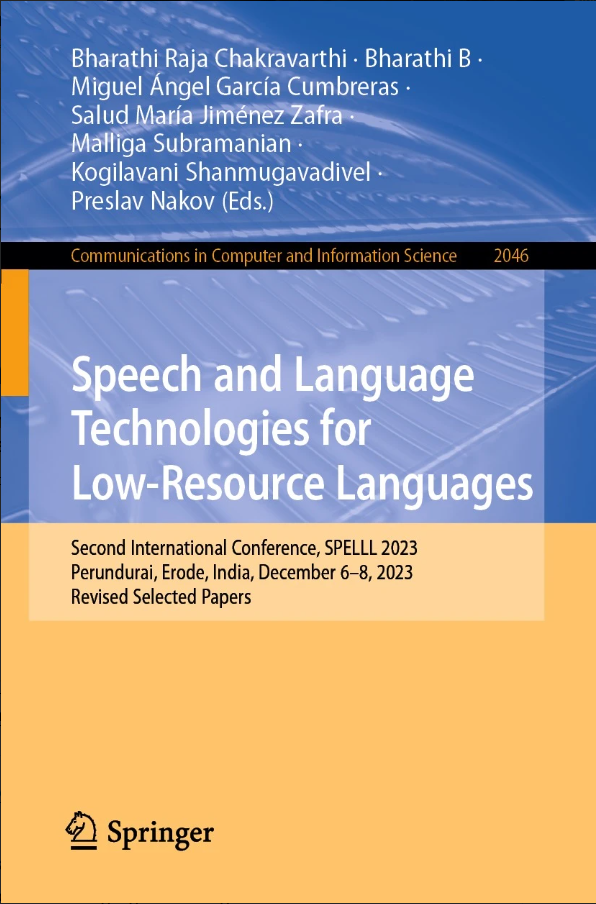 Bharathi Raja Chakravarthi · Bharathi B ·
Miguel Ángel García Cumbreras ·
Salud María Jiménez Zafra ·
Malliga Subramanian ·
Kogilavani Shanmugavadivel ·
Preslav Nakov (Eds.)
Communications in Computer and Information Science 2046
Speech and Language
Technologies for
Low-Resource Languages
Second International Conference, SPELLL 2023
Perundurai, Erode, India, December 6–8, 2023
Revised Selected Papers
Springer